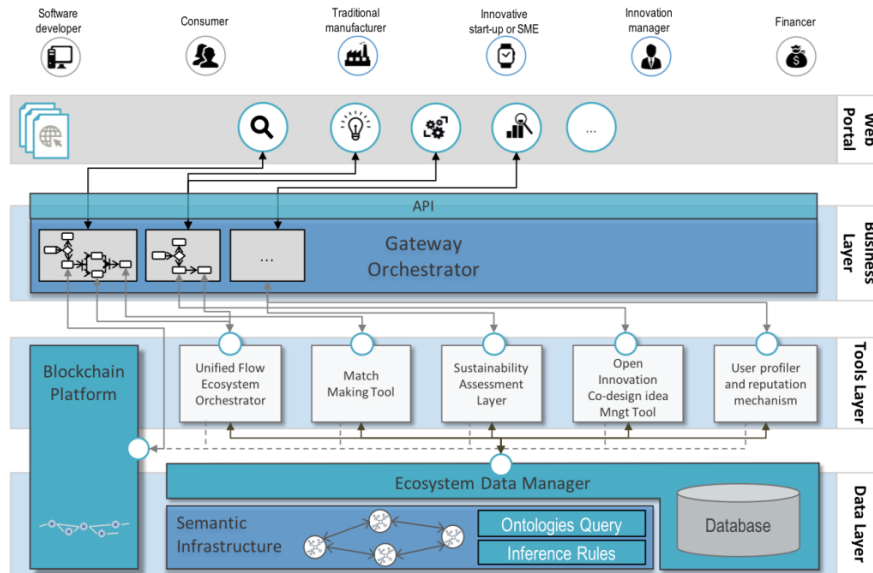 Software
developer
Consumer
Traditional
manufacturer
Innovative
start-up or SME
Innovation
manager
Financer
...
Web
Portal
API
Gateway
Orchestrator
...
Business
Layer
Blockchain
Platform
Unified Flow
Ecosystem
Orchestrator
Match
Making Tool
Sustainability
Assessment
Layer
Open
Innovation
Co-design idea
Mngt Tool
User profiler
and reputation
mechanism
Tools Layer
Ecosystem Data Manager
Semantic
Infrastructure
Ontologies Query
Inference Rules
Database
Data Layer